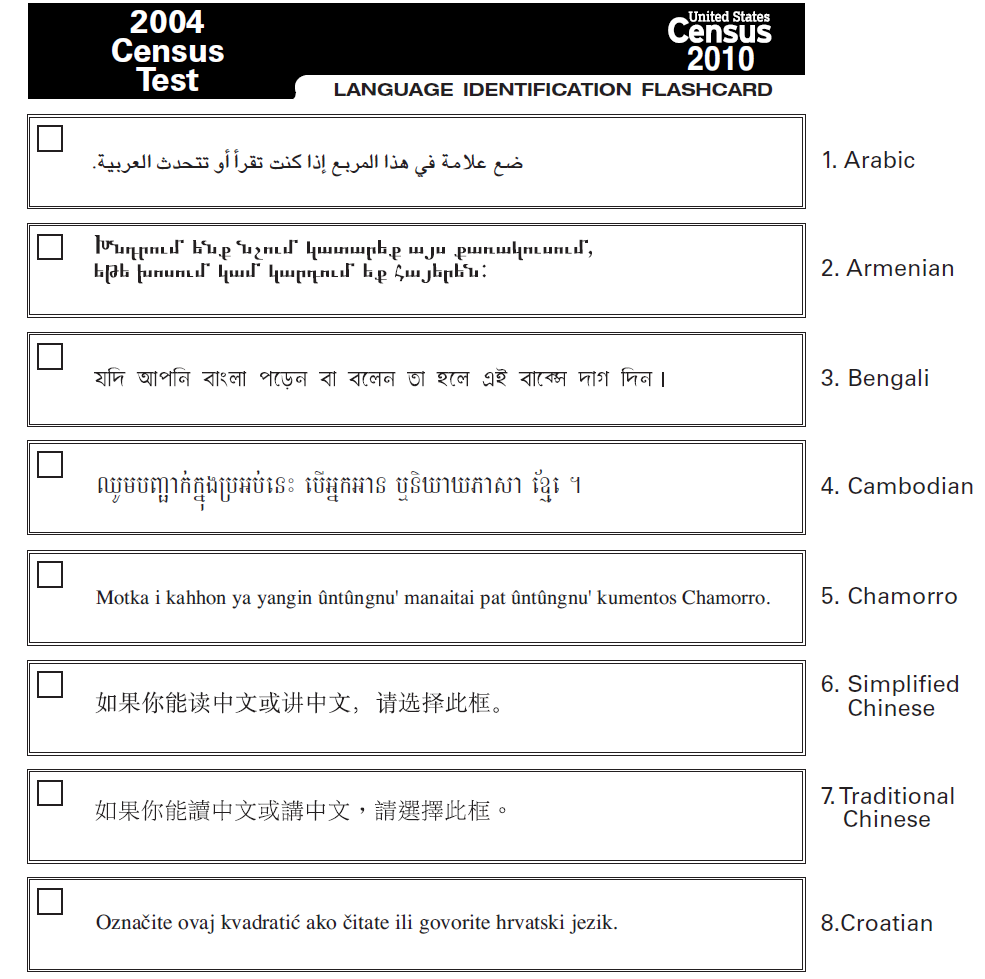 2004
Census
Test
United States
Census
2010
LANGUAGE IDENTIFICATION FLASHCARD
ضع علامة في هذا المربع إذا كنت تقرأ أو تتحدث العربية.
1. Arabic
Խնդրում ենք նշում կատարեք այս քառակուսում,
եթե խոսում կամ կարդում եք Հայերեն:
2. Armenian
যদি আপনি বাংলা পড়েন বা বলেন তা হলে এই বাক্সে দাগ দিন।
3. Bengali
ឈូមបញ្ជាក់ក្នុងប្រអប់នេះ បើអ្នកអាន ឬនិយាយភាសា ខ្មែរ ។
4. Cambodian
Motka i kahhon ya yangin ûntûngnu' manaitai pat ûntûngnu' kumentos Chamorro.
5. Chamorro
如果你能读中文或讲中文，请选择此框。
6. Simplified
Chinese
如果你能讀中文或講中文，請選擇此框。
7. Traditional
Chinese
Označite ovaj kvadratić ako čitate ili govorite hrvatski jezik.
8.Croatian